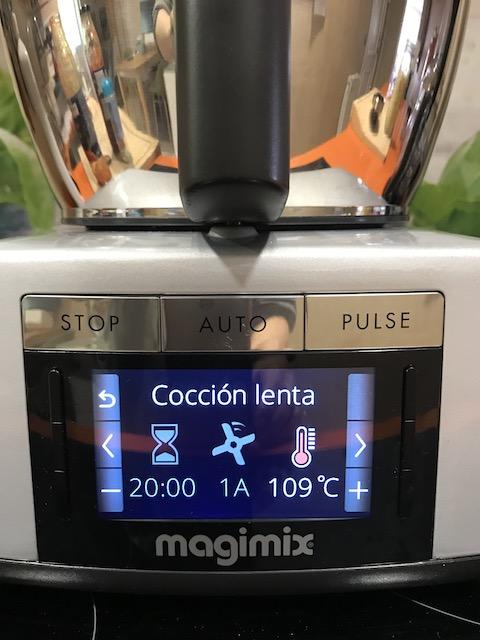 STOP AUTO PULSE
Cocción lenta
− 20:00 1A 109°C +
magimix